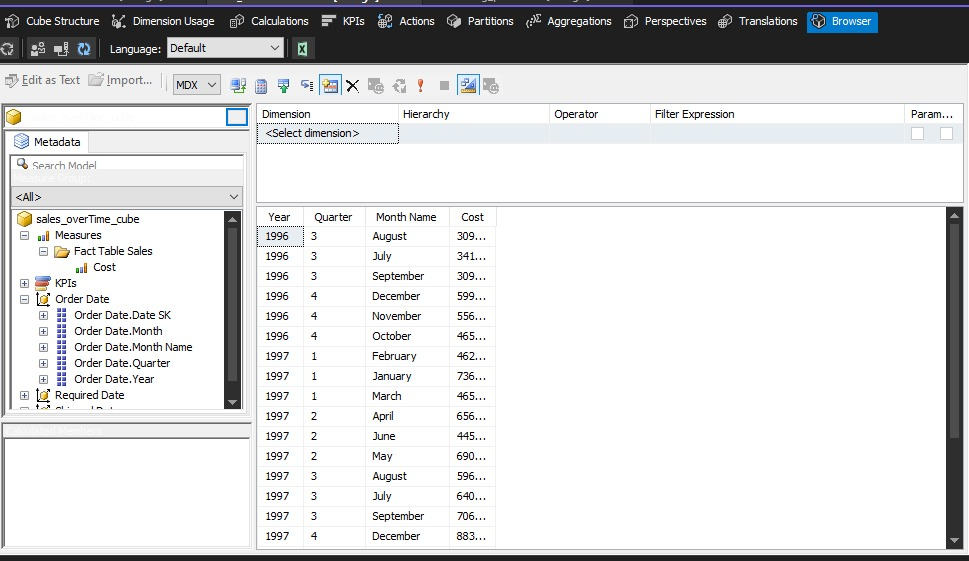 Cube Structure Dimension Usage Calculations KPIs Actions Partitions Aggregations Perspectives Translations Browser
Language: Default
Edit as Text Import... MDX
Metadata
Search Model
Measure Group:
<All>
sales_overTime_cube
Measures
Fact Table Sales
Cost
KPIs
Order Date
Order Date.Date SK
Order Date.Month
Order Date.Month Name
Order Date.Quarter
Order Date.Year
Required Date
Calculated Members
Dimension Hierarchy Operator Filter Expression Param...
<Select dimension>
Year Quarter Month Name Cost
1996 3 August 309...
1996 3 July 341...
1996 3 September 309...
1996 4 December 599...
1996 4 November 556...
1996 4 October 465...
1997 1 February 462...
1997 1 January 736...
1997 1 March 465...
1997 2 April 656...
1997 2 June 445...
1997 2 May 690...
1997 3 August 596...
1997 3 July 640...
1997 3 September 706...
1997 4 December 883...